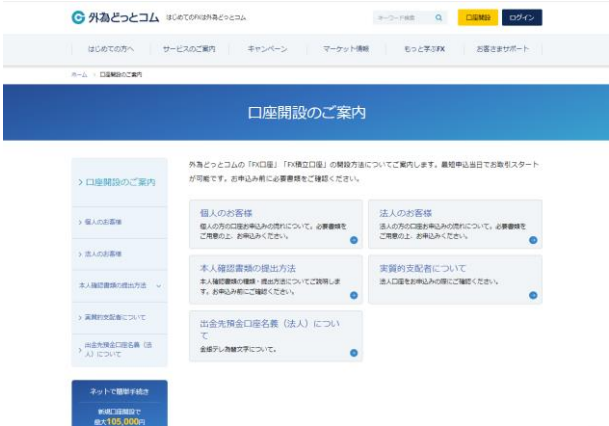 外為どっとコム はじめてのFXは外為どっとコム
キーワード検索
口座開設
ログイン
はじめての方へ
サービスのご案内
キャンペーン
マーケット情報
もっと学ぶFX
お客さまサポート
ホーム > 口座開設のご案内
口座開設のご案内
> 口座開設のご案内
> 個人のお客様
> 法人のお客様
本人確認書類の提出方法
> 実質的支配者について
> 出金先預金口座名義（法
人）について
ネットで簡単手続き
新規口座開設で
最大105,000円
外為どっとコムの「FX口座」「FX積立口座」の開設方法についてご案内します。最短申込当日でお取引スタート
が可能です。お申込み前に必要書類をご確認ください。
個人のお客様
個人の方の口座お申込みの流れについて。必要書類を
ご用意の上、お申込みください。
法人のお客様
法人の方の口座お申込みの流れについて。必要書類を
ご用意の上、お申込みください。
本人確認書類の提出方法
本人確認書類の種類・提出方法についてご説明しま
す。お申込み前にご確認ください。
実質的支配者について
法人口座をお申込みの際にご確認ください。
出金先預金口座名義（法人）につい
て
全銀テレ為替文字について。